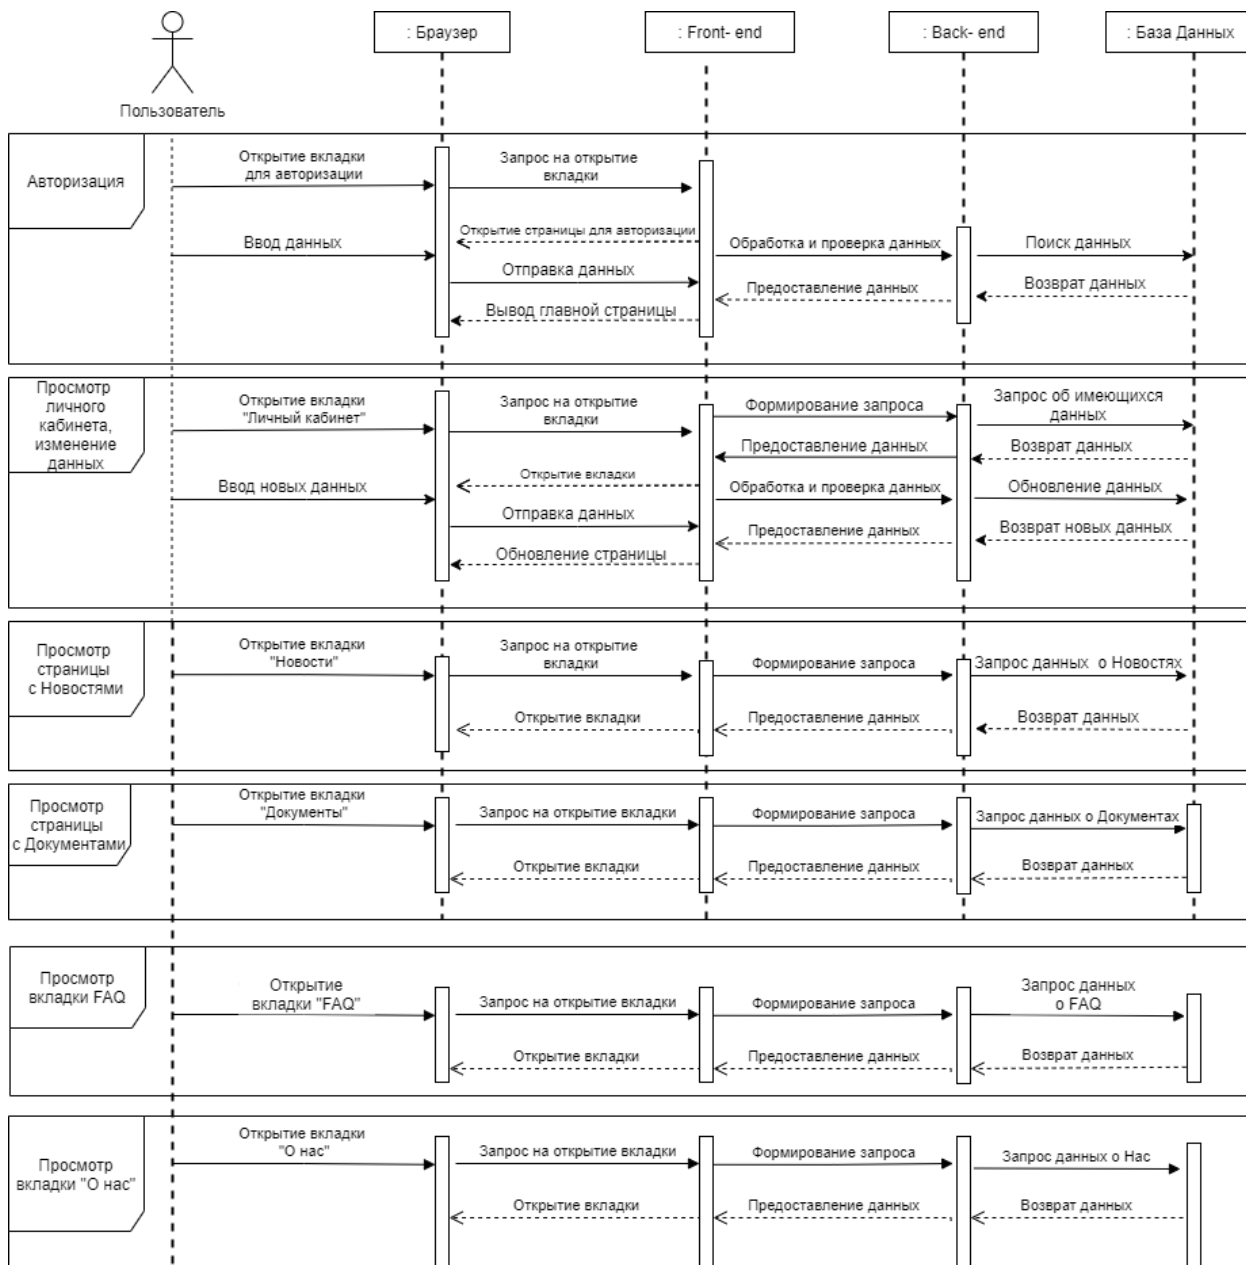 : Браузер
: Front- end
: Back- end
: База Данных
Пользователь
Авторизация
Открытие вкладки
для авторизации
Запрос на открытие
вкладки
Открытие страницы для авторизации
Ввод данных
Обработка и проверка данных
Поиск данных
Отправка данных
Предоставление данных
Возврат данных
Вывод главной страницы
Просмотр
личного
кабинета,
изменение
данных
Открытие вкладки
"Личный кабинет"
Запрос на открытие
вкладки
Формирование запроса
Запрос об имеющихся
данных
Предоставление данных
Возврат данных
Открытие вкладки
Ввод новых данных
Обработка и проверка данных
Обновление данных
Отправка данных
Предоставление данных
Возврат новых данных
Обновление страницы
Просмотр
страницы
с Новостями
Открытие вкладки
"Новости"
Запрос на открытие
вкладки
Формирование запроса
Запрос данных о Новостях
Открытие вкладки
Предоставление данных
Возврат данных
Просмотр
страницы
с Документами
Открытие вкладки
"Документы"
Запрос на открытие вкладки
Формирование запроса
Запрос данных о Документах
Открытие вкладки
Предоставление данных
Возврат данных
Просмотр
вкладки FAQ
Открытие
вкладки "FAQ"
Запрос на открытие вкладки
Формирование запроса
Запрос данных
о FAQ
Открытие вкладки
Предоставление данных
Возврат данных
Просмотр
вкладки "О нас"
Открытие вкладки
"О нас"
Запрос на открытие вкладки
Формирование запроса
Запрос данных о Нас
Открытие вкладки
Предоставление данных
Возврат данных